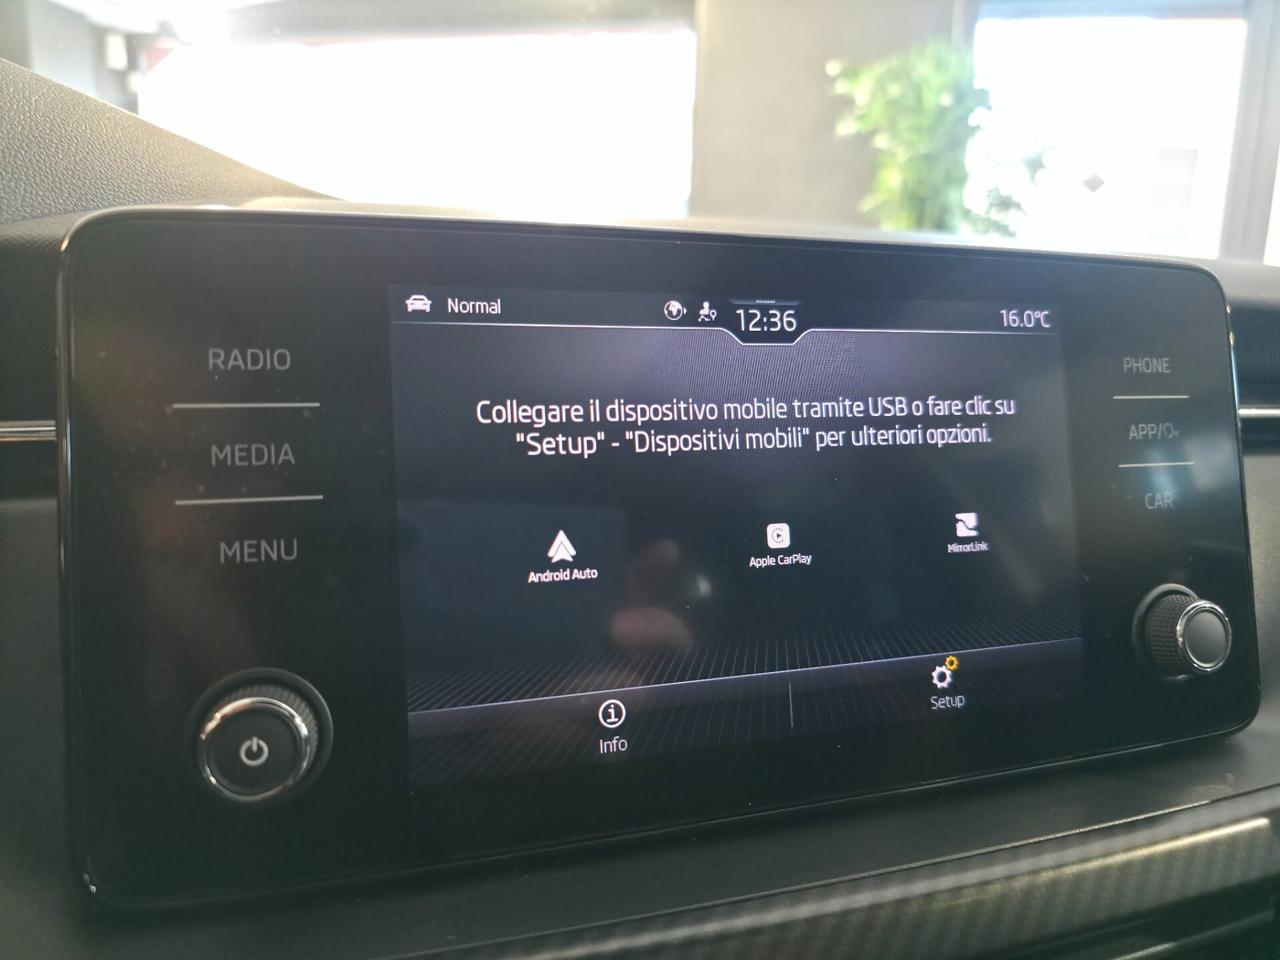 Normal
12:36
16.0°C
RADIO
MEDIA
MENU
PHONE
APP/
CAR
Collegare il dispositivo mobile tramite USB o fare clic su
"Setup" - "Dispositivi mobili" per ulteriori opzioni.
Android Auto
Apple CarPlay
MirrorLink
Info
Setup